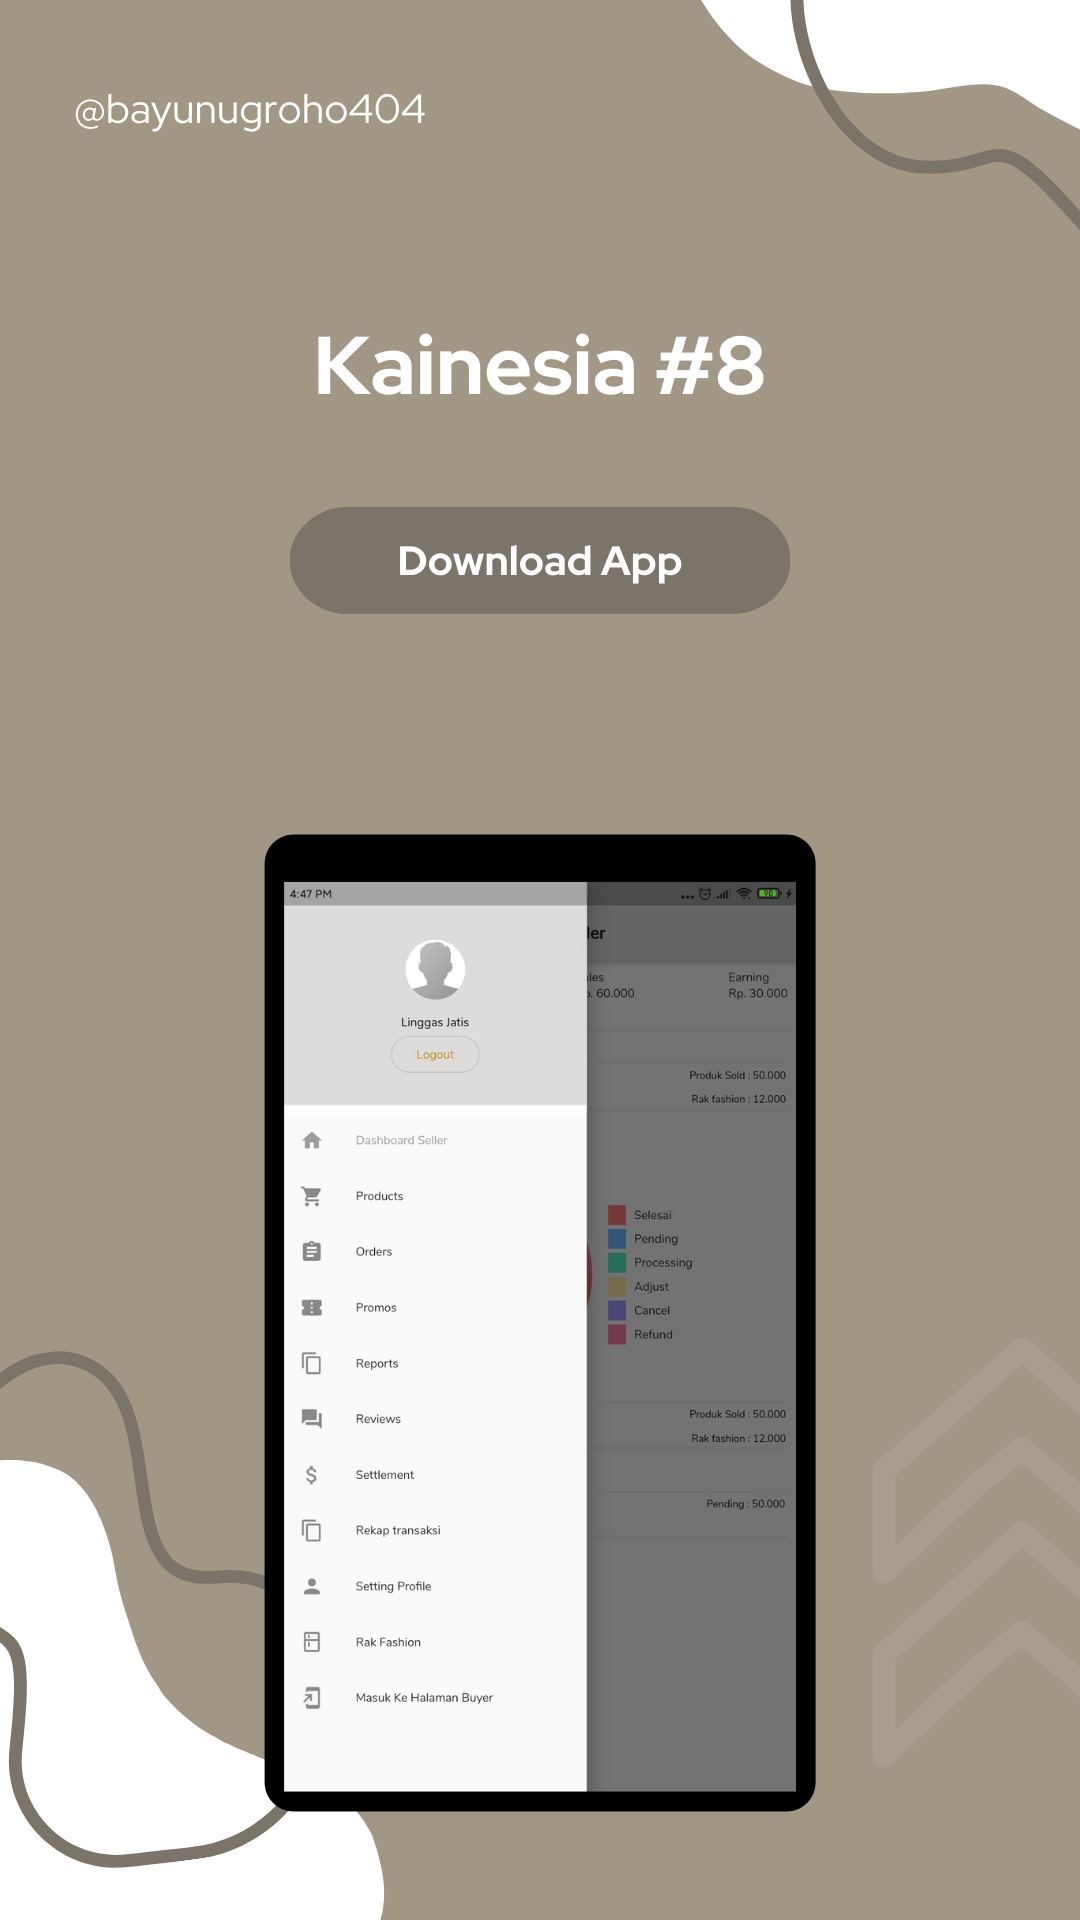 @bayunugroho404
Kainesia #8
Download App
4:47 PM
90
Linggas Jatis
Logout
Dashboard Seller
Products
Orders
Promos
Reports
Reviews
Settlement
Rekap transaksi
Setting Profile
Rak Fashion
Masuk Ke Halaman Buyer
ller
les
p. 60.000
Earning
Rp. 30.000
Produk Sold : 50.000
Rak fashion : 12.000
Selesai
Pending
Processing
Adjust
Cancel
Refund
Produk Sold : 50.000
Rak fashion : 12.000
Pending : 50.000